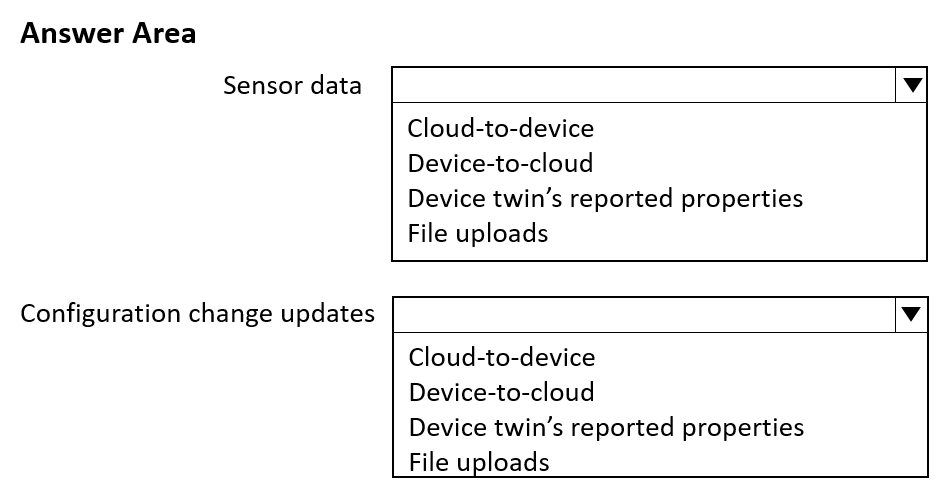 Answer Area
Sensor data
Cloud-to-device
Device-to-cloud
Device twin’s reported properties
File uploads
Configuration change updates
Cloud-to-device
Device-to-cloud
Device twin’s reported properties
File uploads